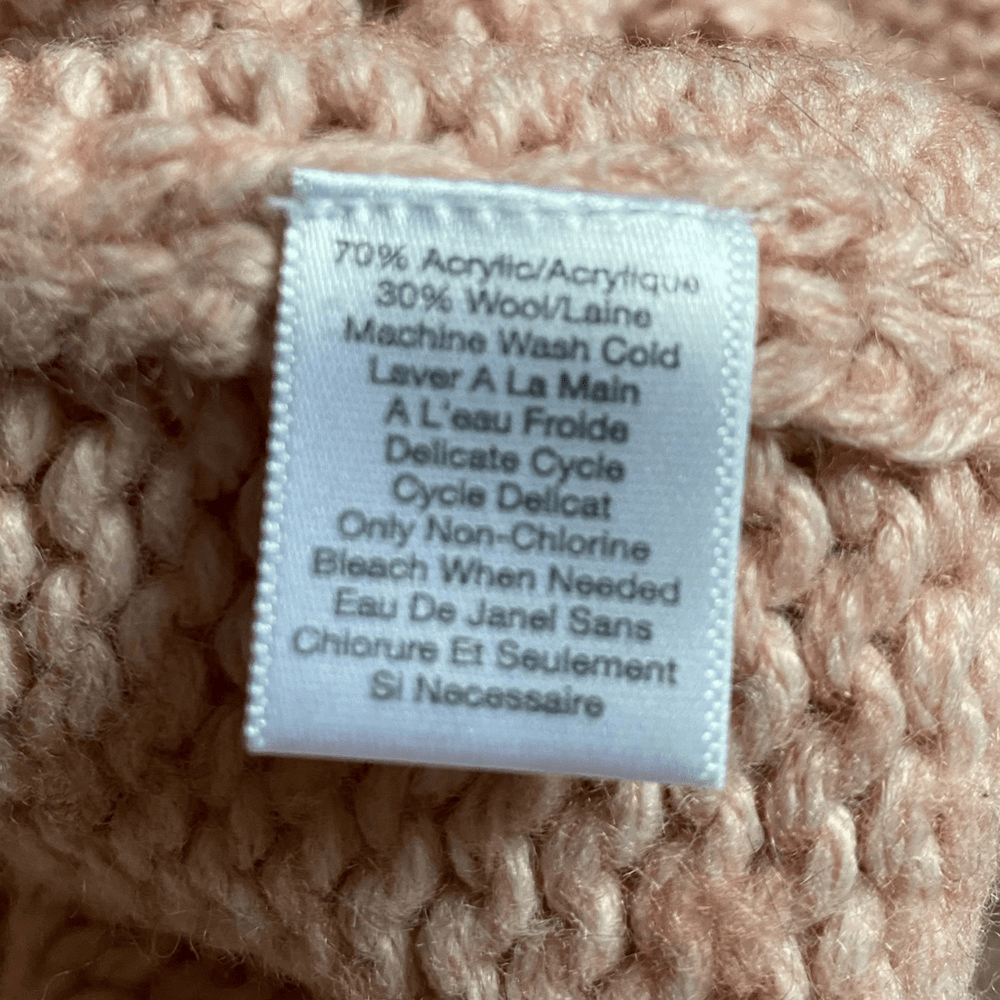 70% Acrylic/Acrylique
30% Wool/Laine
Machine Wash Cold
Laver A La Main
A L'eau Froide
Delicate Cycle
Cycle Delicat
Only Non-Chlorine
Bleach When Needed
Eau De Janel Sans
Chlorure Et Seulement
Si Necessaire